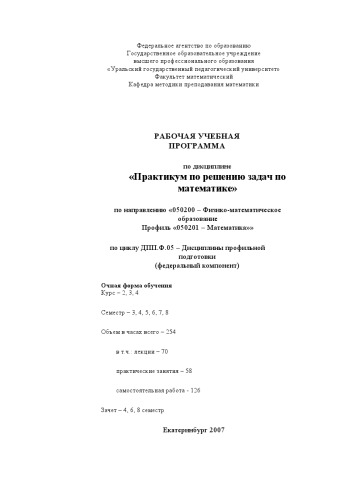 Федеральное агентство по образованию
Государственное образовательное учреждение
высшего профессионального образования
«Уральский государственный педагогический университет»
Факультет математический
Кафедра методики преподавания математики
РАБОЧАЯ УЧЕБНАЯ
ПРОГРАММА
по дисциплине
«Практикум по решению задач по
математике»
по направлению «050200 – Физико-математическое
образование
Профиль «050201 – Математика»»
по циклу ДПП.Ф.05 – Дисциплины профильной
подготовки
(федеральный компонент)
Очная форма обучения
Курс – 2, 3, 4
Семестр – 3, 4, 5, 6, 7, 8
Объем в часах всего – 254
в т.ч.: лекции – 70
практические занятия – 58
самостоятельная работа - 126
Зачет – 4, 6, 8 семестр
Екатеринбург 2007